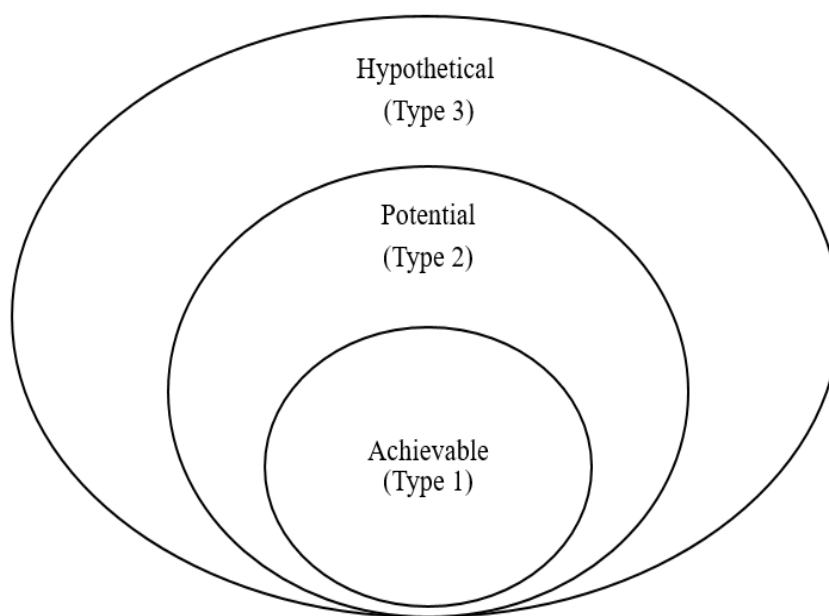 Hypothetical
(Type 3)
Potential
(Type 2)
Achievable
(Type 1)